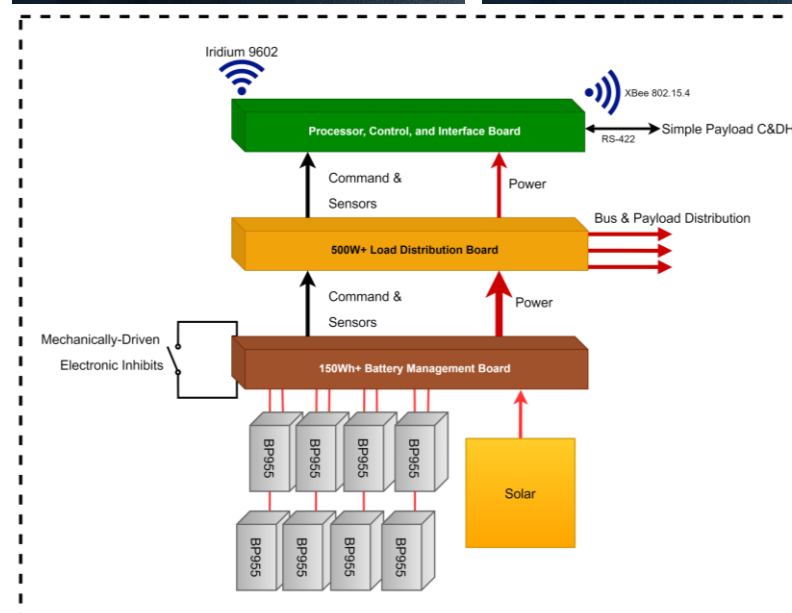 Iridium 9602
XBee 802.15.4
Processor, Control, and Interface Board
RS-422
Simple Payload C&DH
Command &
Sensors
Power
Bus & Payload Distribution
500W+ Load Distribution Board
Command &
Sensors
Power
Mechanically-Driven
Electronic Inhibits
150Wh+ Battery Management Board
BP955
BP955
BP955
BP955
Solar
BP955
BP955
BP955
BP955